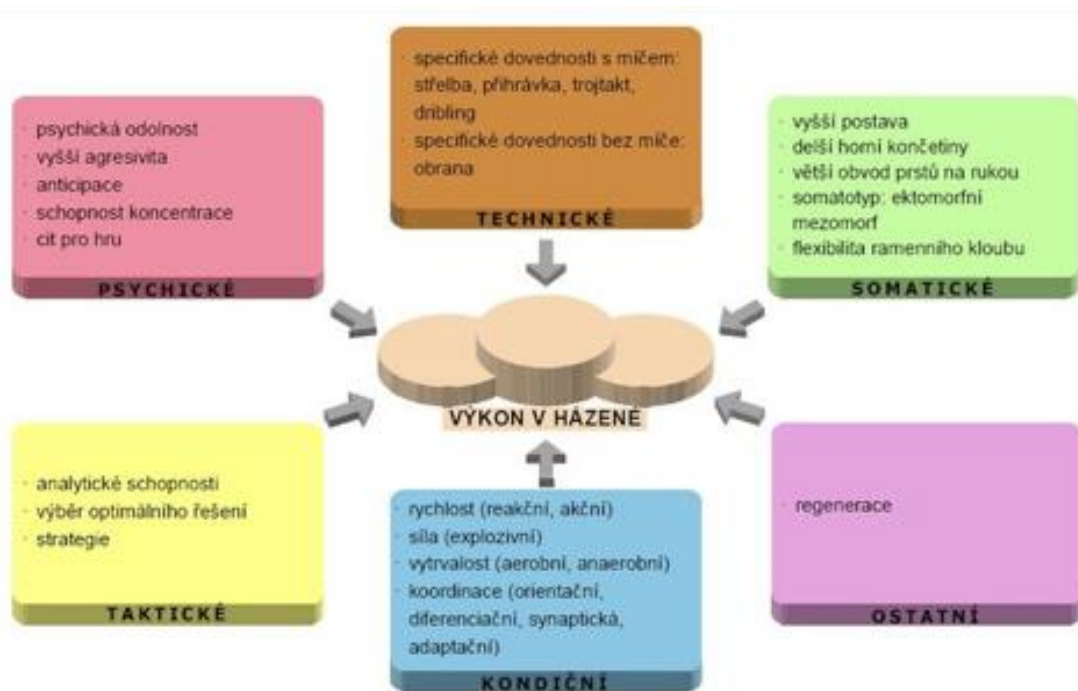 specifické dovednosti s míčem:
střelba, přihrávka, trojtakt,
dribling
specifické dovednosti bez míče:
obrana
TECHNICKÉ
psychická odolnost
vyšší agresivita
anticipace
schopnost koncentrace
cit pro hru
PSYCHICKÉ
vyšší postava
delší horní končetiny
větší obvod prstů na rukou
somatotyp: ektomorfní
mezomorf
flexibilita ramenního kloubu
SOMATICKÉ
VÝKON V HÁZENÉ
analytické schopnosti
výběr optimálního řešení
strategie
TAKTICKÉ
rychlost (reakční, akční)
síla (explozivní)
vytrvalost (aerobní, anaerobní)
koordinace (orientační,
diferenciační, synaptická,
adaptační)
KONDIČNÍ
regenerace
OSTATNÍ